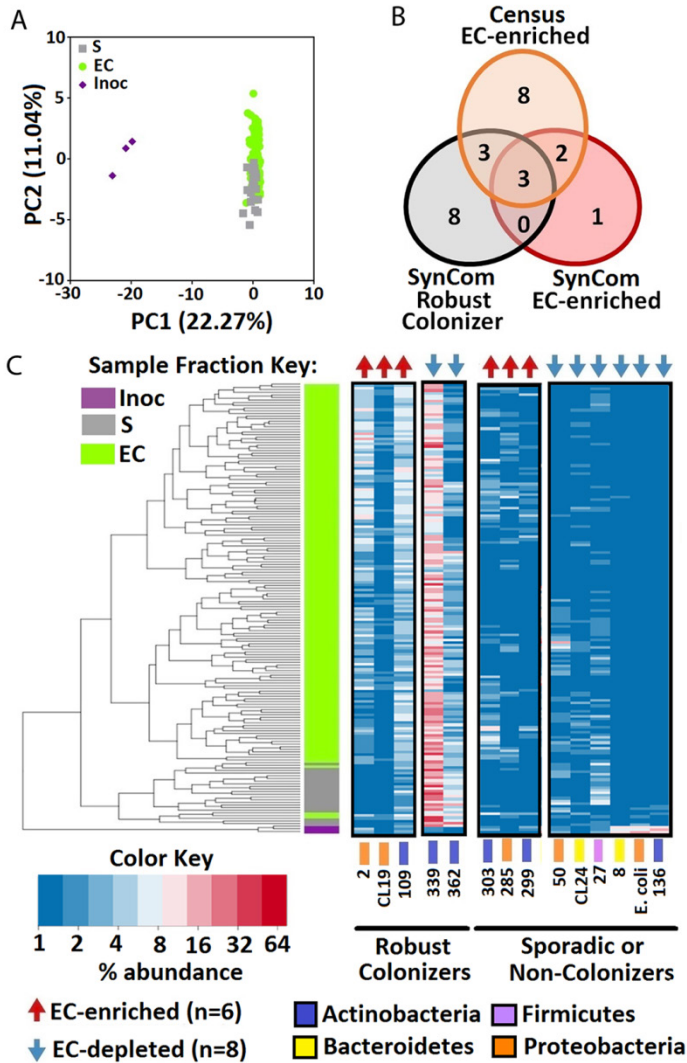 A
10
5
0
-5
-10
-30
-20
-10
0
10
PC2 (11.04%)
PC1 (22.27%)
S
EC
Inoc
B
Census
EC-enriched
8
3
2
3
8
0
1
SynCom
Robust
Colonizer
SynCom
EC-enriched
C
Sample Fraction Key:
Inoc
S
EC
2
CL19
109
339
362
303
285
299
50
CL24
27
8
E. coli
136
Robust
Colonizers
Sporadic or
Non-Colonizers
Color Key
1 2 4 8 16 32 64
% abundance
EC-enriched (n=6)
EC-depleted (n=8)
Actinobacteria
Bacteroidetes
Firmicutes
Proteobacteria